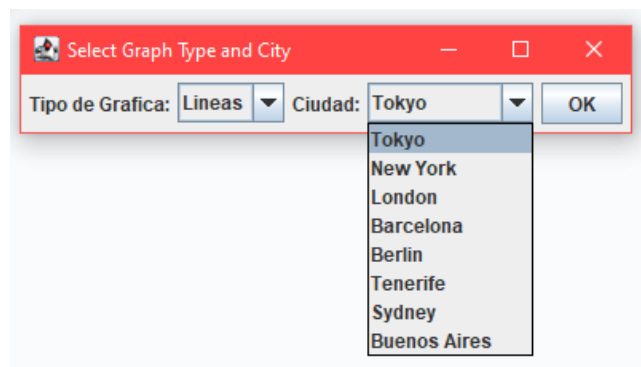 Select Graph Type and City
Tipo de Grafica: Lineas Ciudad: Tokyo OK
Tokyo
New York
London
Barcelona
Berlin
Tenerife
Sydney
Buenos Aires